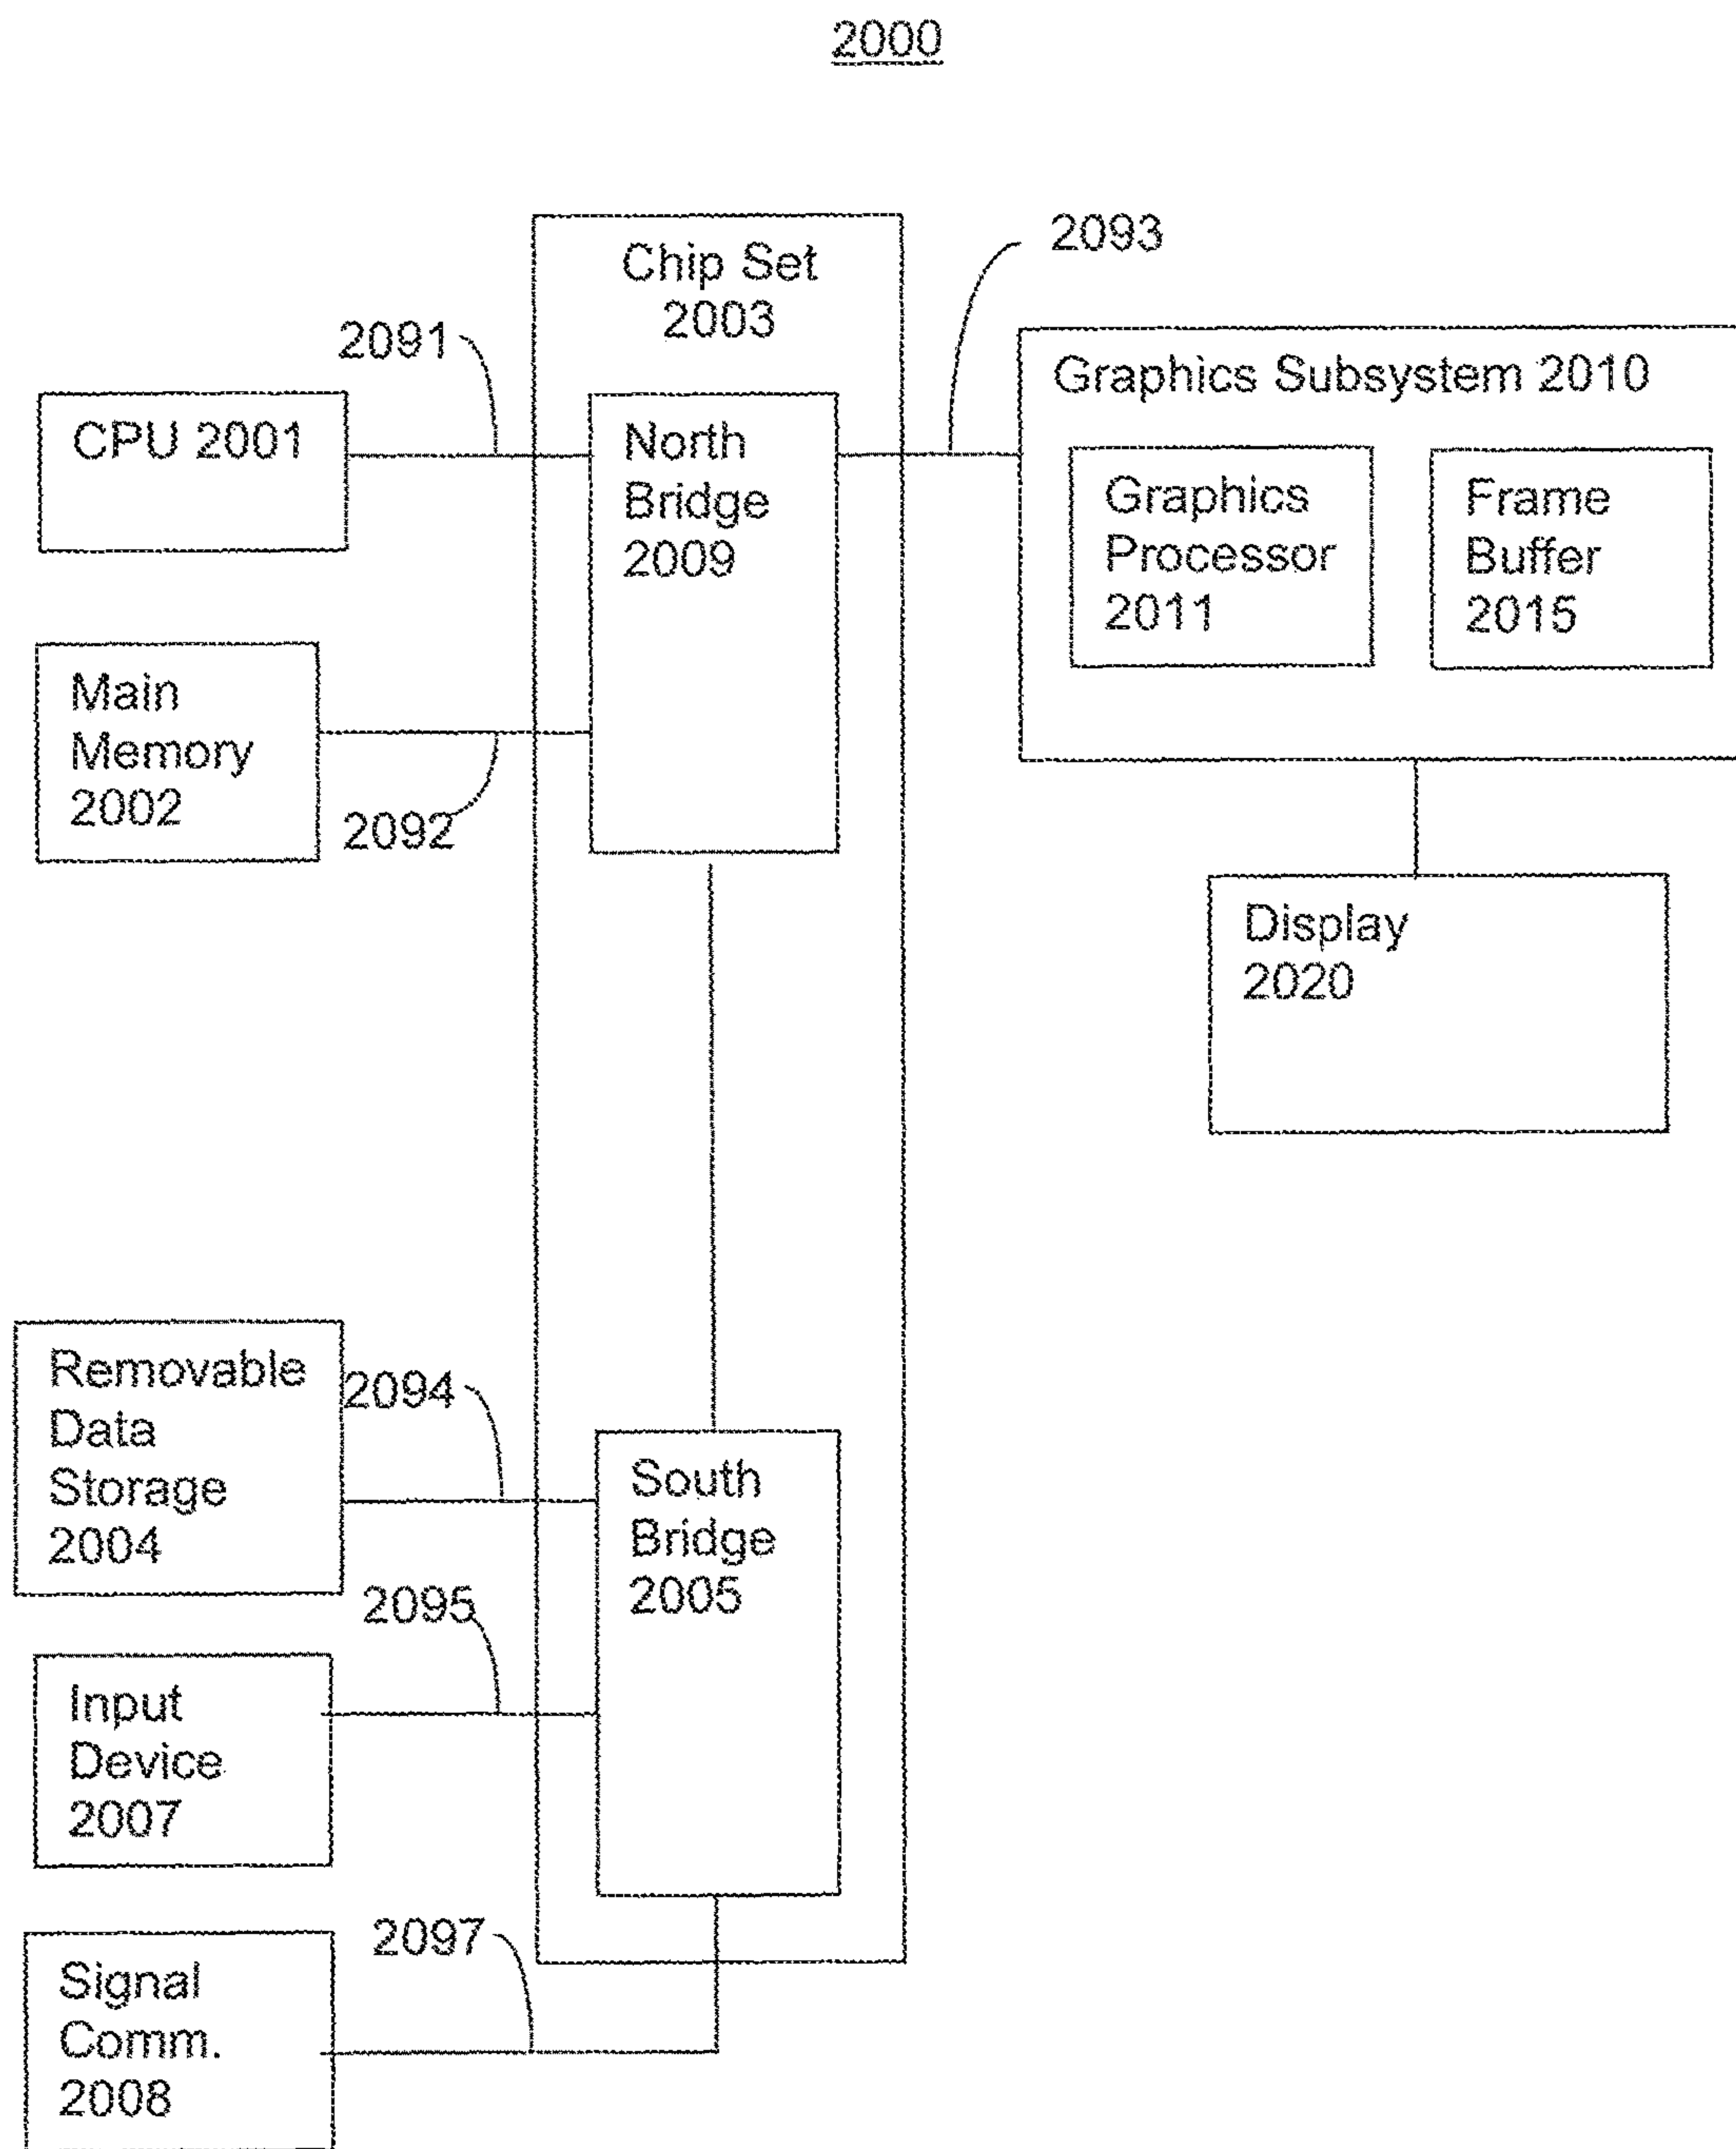 2000
Chip Set
2003
2093
2091
CPU 2001
North
Bridge
2009
Graphics Subsystem 2010
Graphics
Processor
2011
Frame
Buffer
2015
Main
Memory
2002
2092
Display
2020
Removable
Data
Storage
2004
2094
South
Bridge
2005
2095
Input
Device
2007
2097
Signal
Comm.
2008